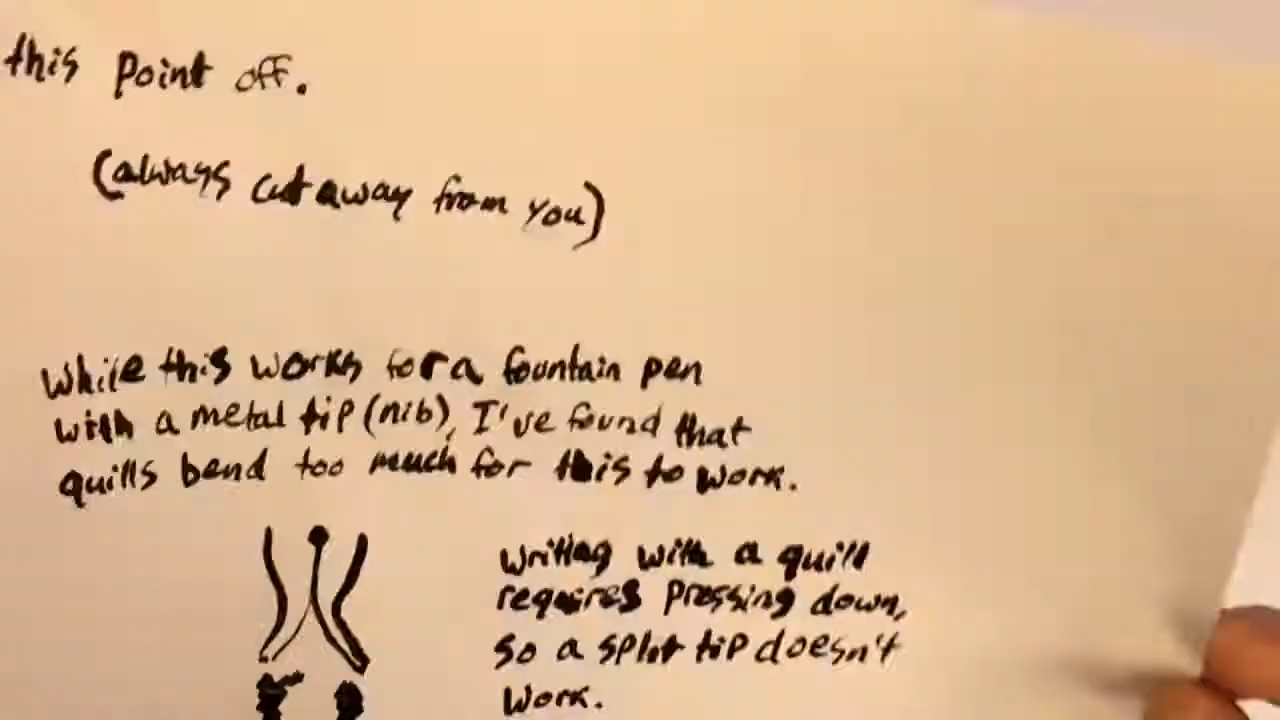 this point off.
(always cut away from you)
While this works for a fountain pen
with a metal tip (nib), I've found that
quills bend too much for this to work.
Writing with a quill
requires pressing down,
so a split tip doesn't
work.